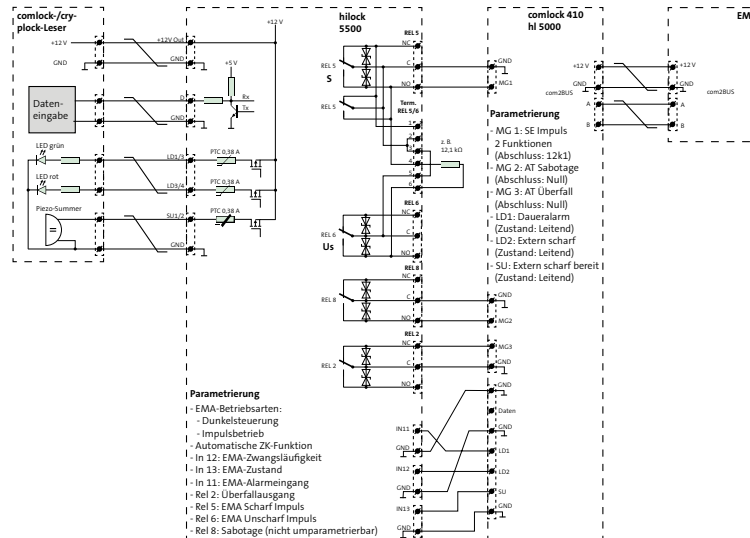 comlock-/cry-
plock-Leser
+12 V
GND
Daten-
eingabe
LED grün
LED rot
Piezo-Summer
=
+12V Out
GND
D
GND
LD1/3
LD3/4
SU1/2
GND
+12 V
+5 V
Rx
Tx
PTC 0,38 A
PTC 0,38 A
PTC 0,38 A
hilock
5500
REL 5
NC
C
NO
REL 5
S
REL 5
Term.
REL 5/6
1
2
3
4
5
6
z. B.
12,1 kΩ
REL 6
NC
C
NO
REL 6
Us
REL 8
NC
C
NO
REL 8
REL 2
NC
C
NO
REL 2
IN11
GND
IN12
GND
IN13
GND
Parametrierung
- EMA-Betriebsarten:
- Dunkelsteuerung
- Impulsbetrieb
- Automatische ZK-Funktion
- In 12: EMA-Zwangsläufigkeit
- In 13: EMA-Zustand
- In 11: EMA-Alarmeingang
- Rel 2: Überfallausgang
- Rel 5: EMA Scharf Impuls
- Rel 6: EMA Unscharf Impuls
- Rel 8: Sabotage (nicht umparametrierbar)
comlock 410
hl 5000
GND
MG1
Parametrierung
- MG 1: SE Impuls
2 Funktionen
(Abschluss: 12k1)
- MG 2: AT Sabotage
(Abschluss: Null)
- MG 3: AT Überfall
(Abschluss: Null)
- LD1: Daueralarm
(Zustand: Leitend)
- LD2: Extern scharf
(Zustand: Leitend)
- SU: Extern scharf bereit
(Zustand: Leitend)
GND
MG2
MG3
GND
GND
Daten
GND
LD1
LD2
SU
GND
+12 V
GND
com2BUS
A
B
EM
+12 V
GND
com2BUS
A
B